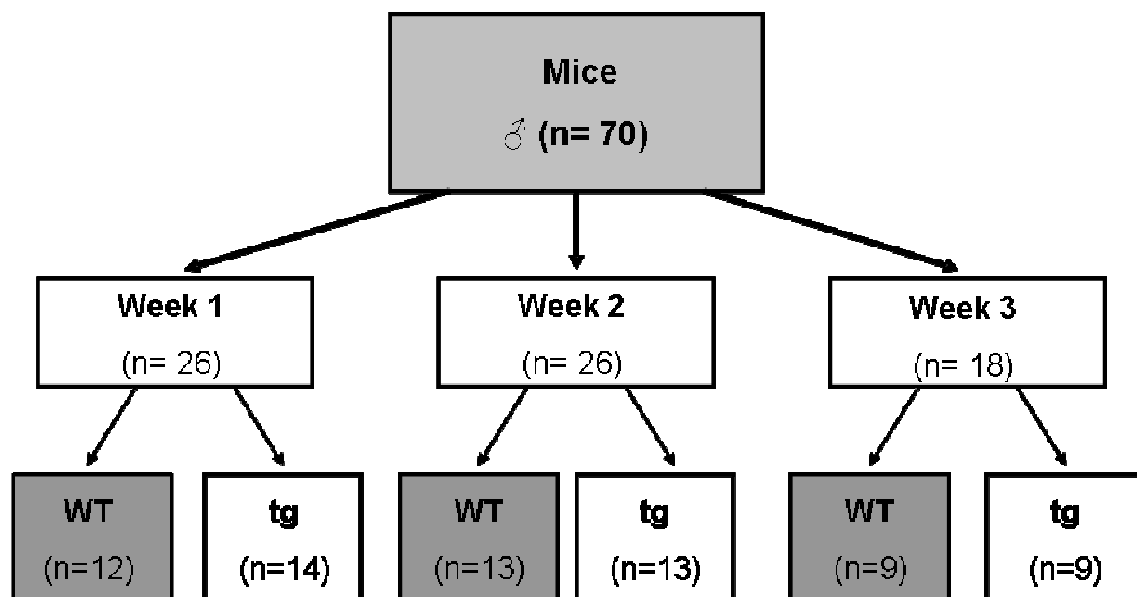 Mice
♂ (n= 70)
Week 1
(n= 26)
Week 2
(n= 26)
Week 3
(n= 18)
WT
(n=12)
tg
(n=14)
WT
(n=13)
tg
(n=13)
WT
(n=9)
tg
(n=9)